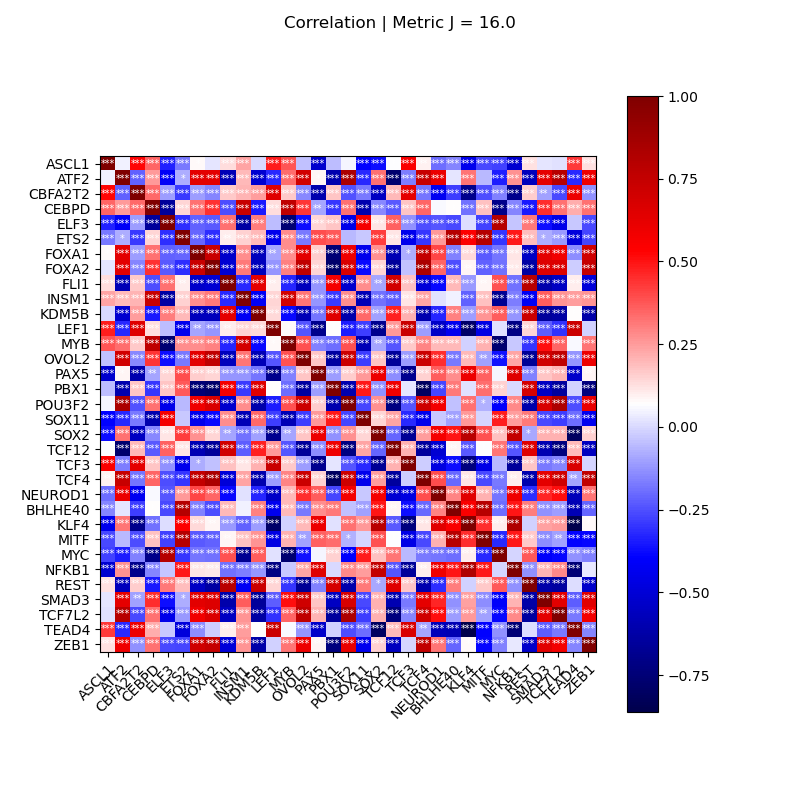 Correlation | Metric J = 16.0
ASCL1
ATF2
CBFA2T2
CEBPD
ELF3
ETS2
FOXA1
FOXA2
FLI1
INSM1
KDM5B
LEF1
MYB
OVOL2
PAX5
PBX1
POU3F2
SOX11
SOX2
TCF12
TCF3
TCF4
NEUROD1
BHLHE40
KLF4
MITF
MYC
NFKB1
REST
SMAD3
TCF7L2
TEAD4
ZEB1
ASCL1
ATF2
CBFA2T2
CEBPD
ELF3
ETS2
FOXA1
FOXA2
FLI1
INSM1
KDM5B
LEF1
MYB
OVOL2
PAX5
PBX1
POU3F2
SOX11
SOX2
TCF12
TCF3
TCF4
NEUROD1
BHLHE40
KLF4
MITF
MYC
NFKB1
REST
SMAD3
TCF7L2
TEAD4
ZEB1
1.00
0.75
0.50
0.25
0.00
−0.25
−0.50
−0.75